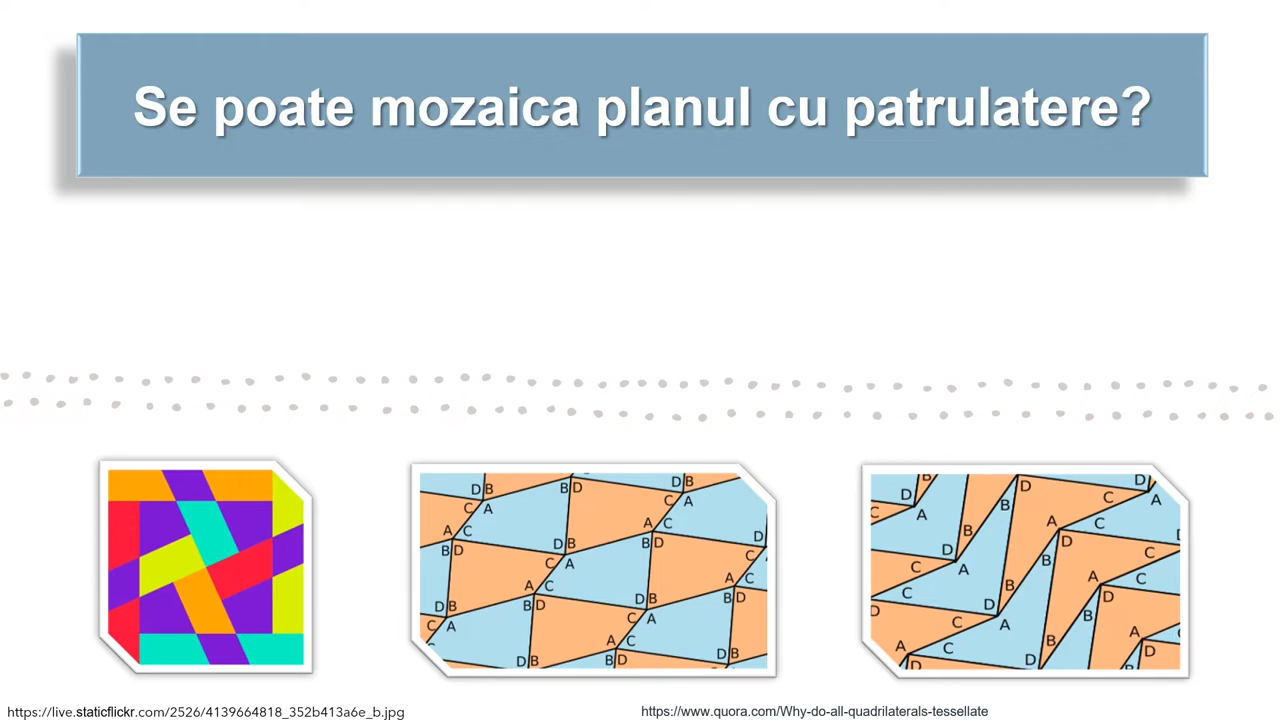 Se poate mozaica planul cu patrulatere?
D B B D D B
C A C A
A C A C D
B D D B B D C
C A A C
A C B D A
D B B D D B B D
C A A C C A
D B B D D B
B D C D
D A B A C A
D B D C
C A B A C
C D B A B D
D C A B A D
A C D B B D
D
https://live.staticflickr.com/2526/4139664818_352b413a6e_b.jpg
https://www.quora.com/Why-do-all-quadrilaterals-tessellate